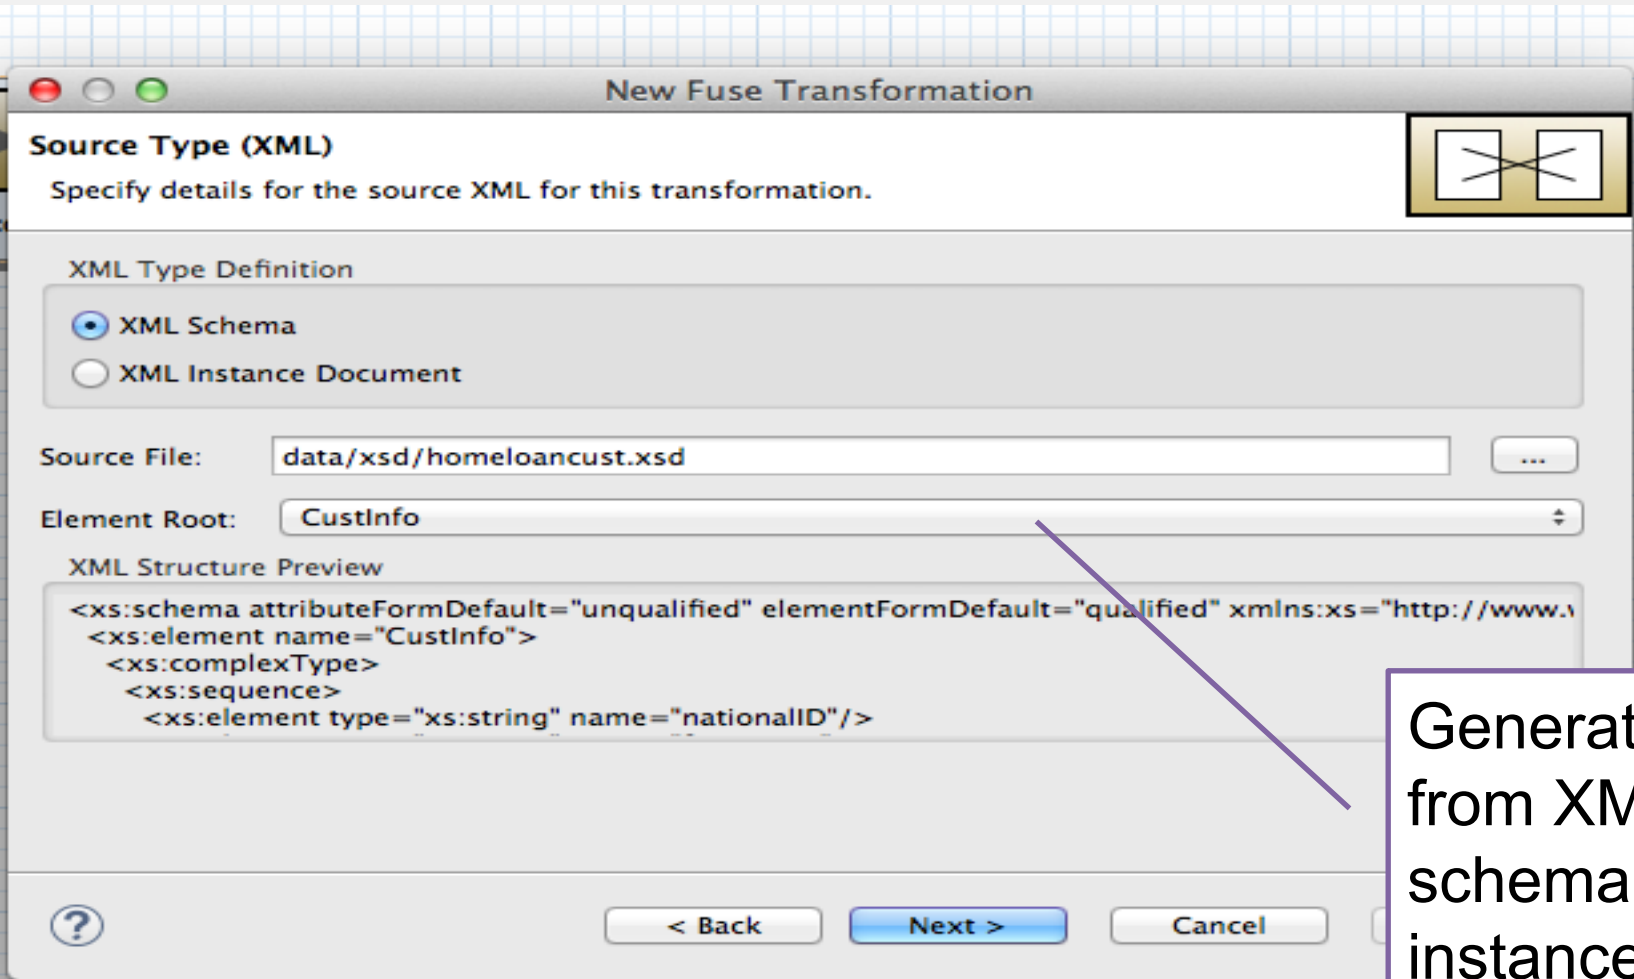 New Fuse Transformation
Source Type (XML)
Specify details for the source XML for this transformation.
XML Type Definition
XML Schema
XML Instance Document
Source File: data/xsd/homeloancust.xsd ...
Element Root: CustInfo
XML Structure Preview
<xs:schema attributeFormDefault="unqualified" elementFormDefault="qualified" xmlns:xs="http://www.
<xs:element name="CustInfo">
<xs:complexType>
<xs:sequence>
<xs:element type="xs:string" name="nationalID"/>
Generat
from XM
schema
instance
? < Back Next > Cancel